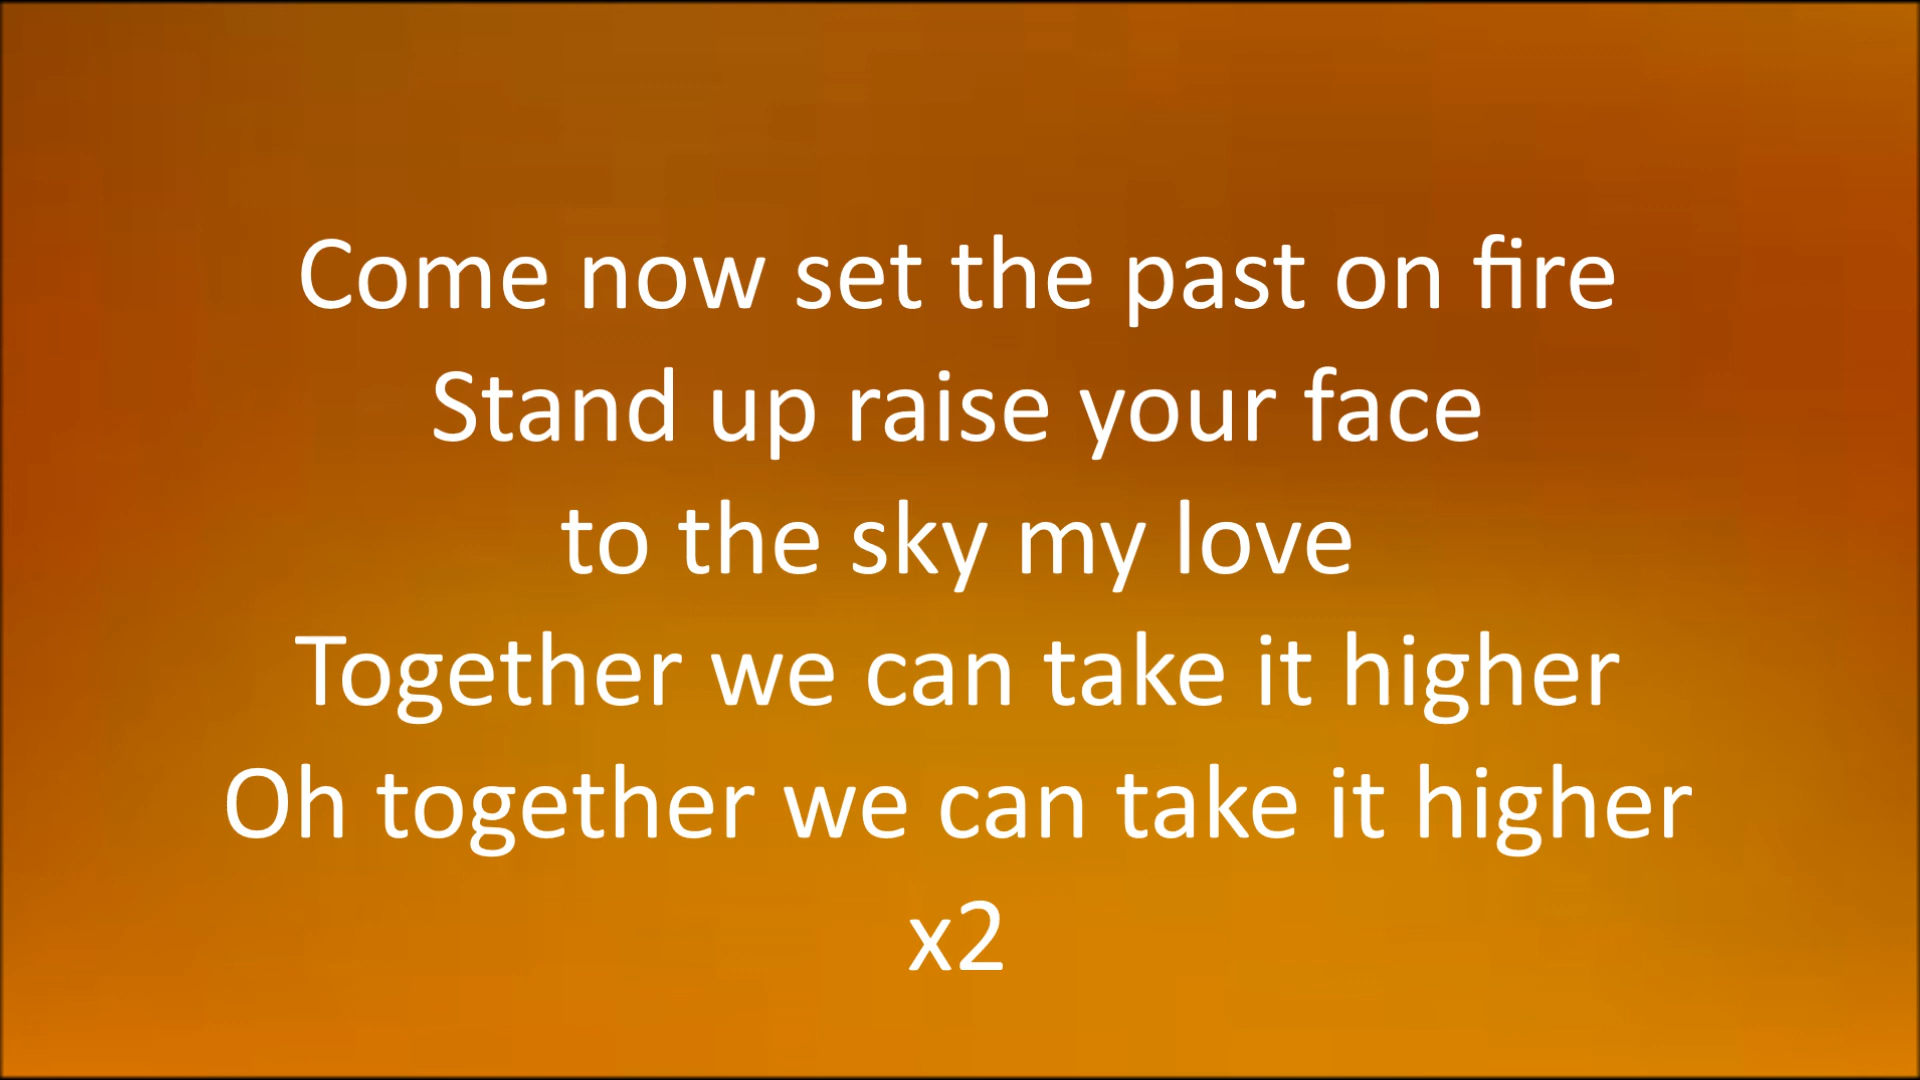 Come now set the past on fire
Stand up raise your face
to the sky my love
Together we can take it higher
Oh together we can take it higher
x2